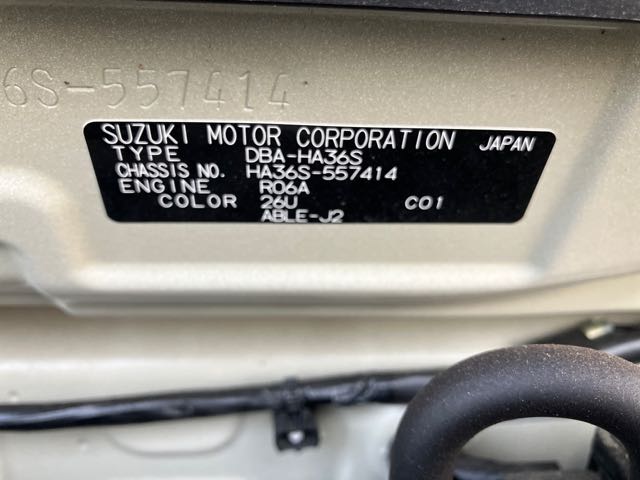 6S-557414
SUZUKI MOTOR CORPORATION JAPAN
TYPE DBA-HA36S
CHASSIS NO. HA36S-557414
ENGINE R06A
COLOR 26U C01
ABLE-J2